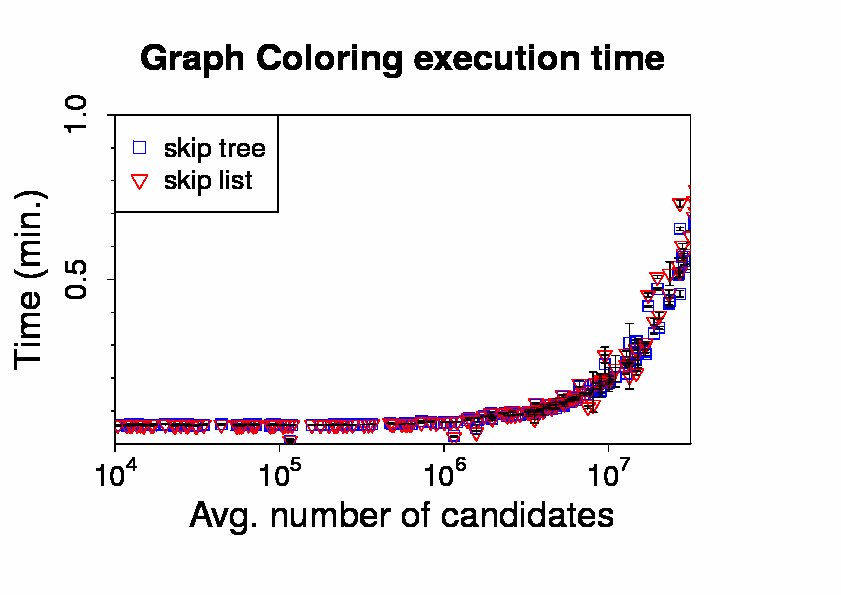 Graph Coloring execution time
1.0
0.5
Time (min.)
skip tree
skip list
10^4 10^5 10^6 10^7
Avg. number of candidates